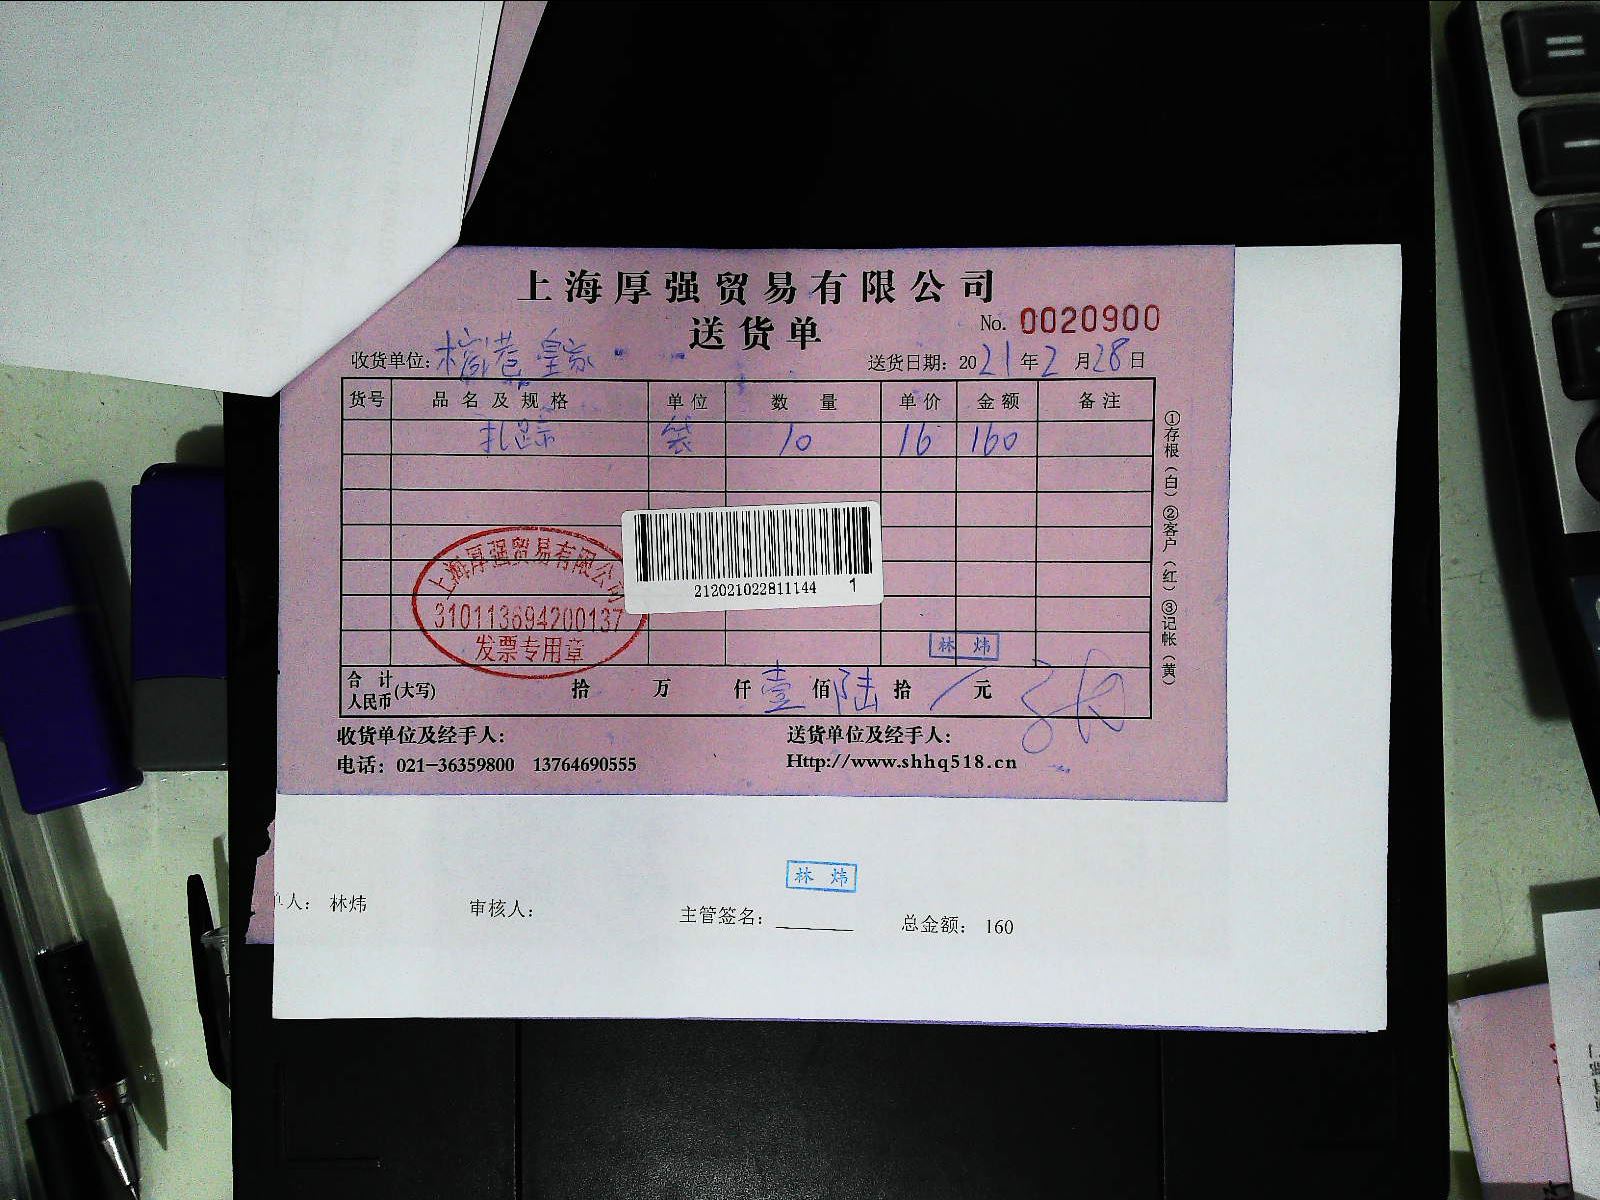 上海厚强贸易有限公司
送货单
No. 0020900
收货单位: 皇家
送货日期: 2021年2月28日
货号 品名及规格 单位 数量 单价 金额 备注
扎 袋 10 16 160
①存根（白）②客户（红）③记帐（黄）
上海厚强贸易有限公司
310113694200137
发票专用章
212021022811144 1
林炜
合计人民币(大写) 拾 万 仟壹佰陆拾/元
收货单位及经手人: 送货单位及经手人:
电话: 021-36359800 13764690555 Http://www.shhq518.cn
林炜
人: 林炜 审核人: 主管签名: 总金额: 160
=